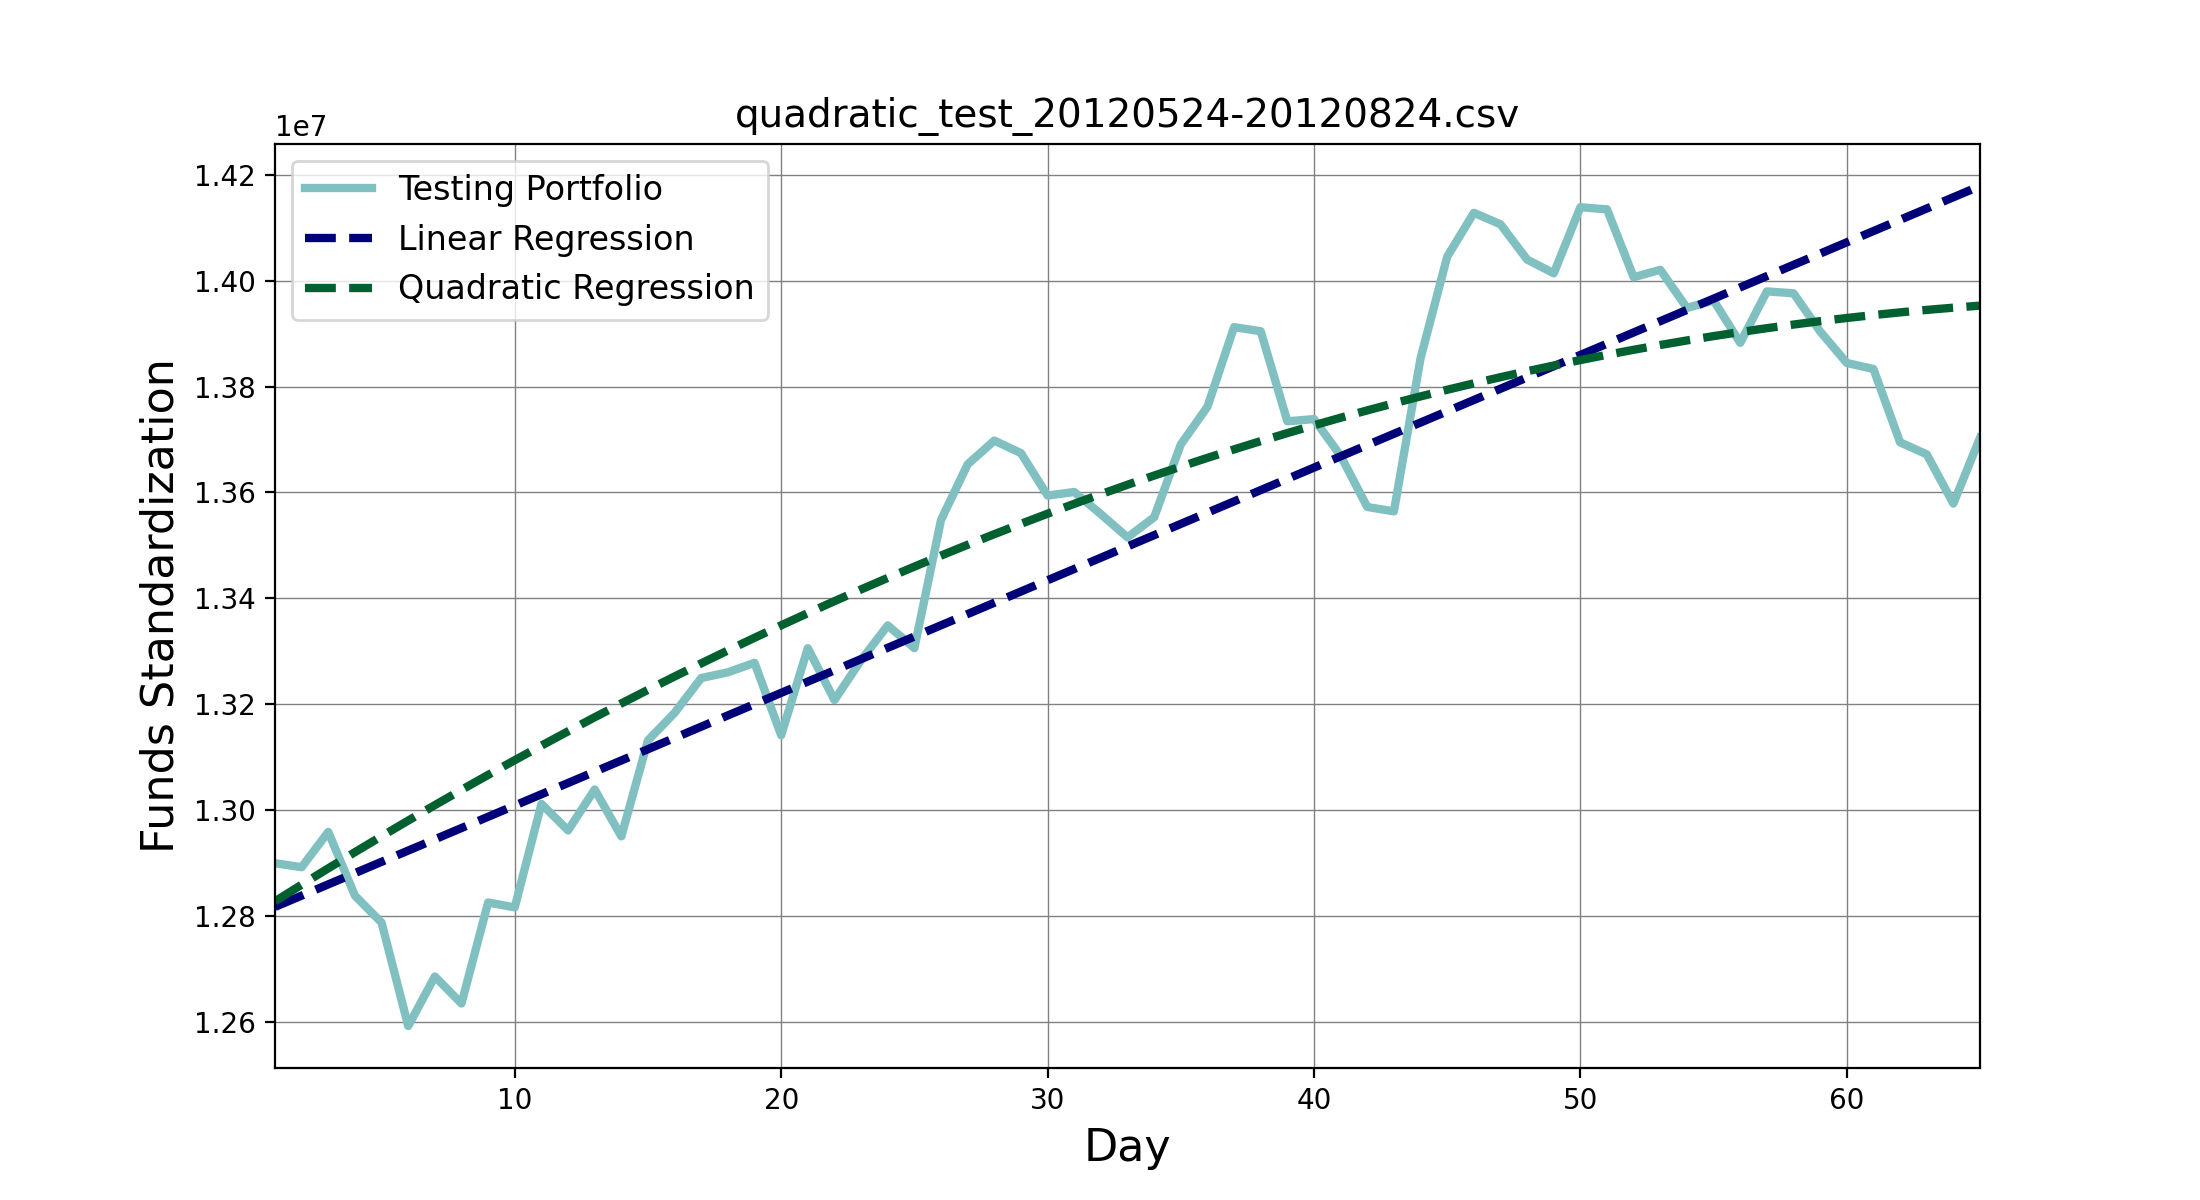 quadratic_test_20120524-20120824.csv
1e7
Testing Portfolio
Linear Regression
Quadratic Regression
Funds Standardization
1.42
1.40
1.38
1.36
1.34
1.32
1.30
1.28
1.26
10 20 30 40 50 60
Day